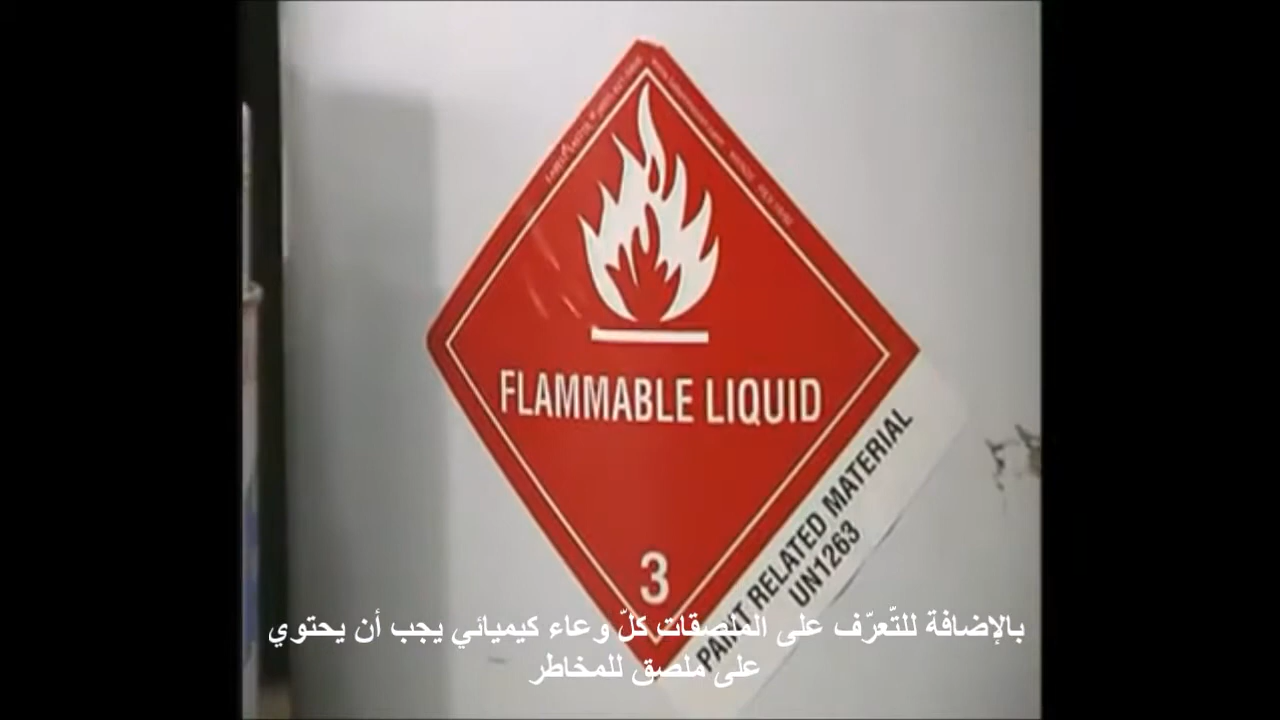 FLAMMABLE LIQUID
3
PAINT RELATED MATERIAL
UN1263
بالإضافة للتّعرّف على الملصقات كلّ وعاء كيميائي يجب أن يحتوي
على ملصق للمخاطر